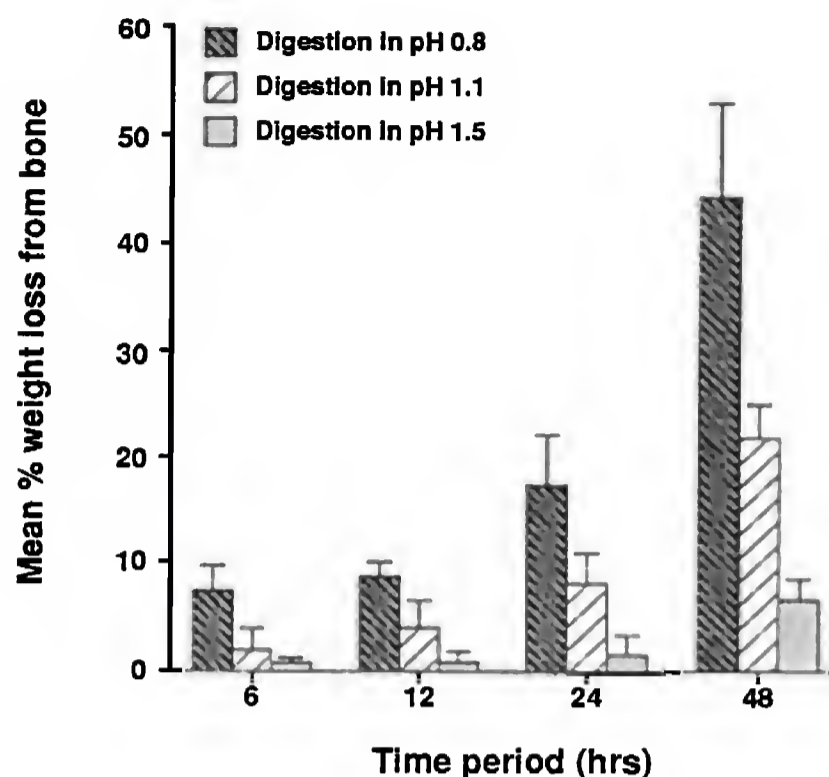 60
50
40
30
20
10
0
Mean % weight loss from bone
Digestion in pH 0.8
Digestion in pH 1.1
Digestion in pH 1.5
6 12 24 48
Time period (hrs)